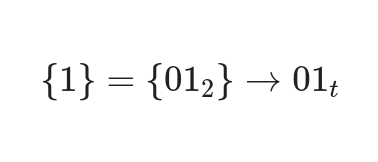 {1} = {01₂} → 01ₜ